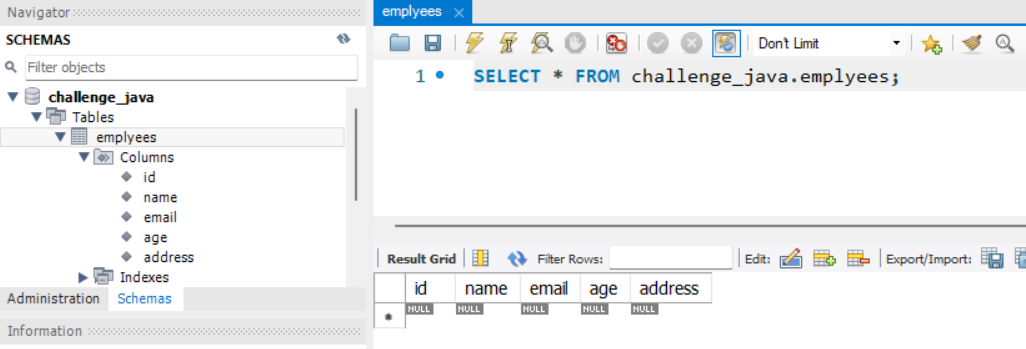 Navigator
SCHEMAS
Filter objects
challenge_java
Tables
emplyees
Columns
id
name
email
age
address
Indexes
Administration Schemas
Information
emplyees
Don't Limit
1 SELECT * FROM challenge_java.emplyees;
Result Grid Filter Rows: Edit: Export/Import:
id name email age address
* NULL NULL NULL NULL NULL